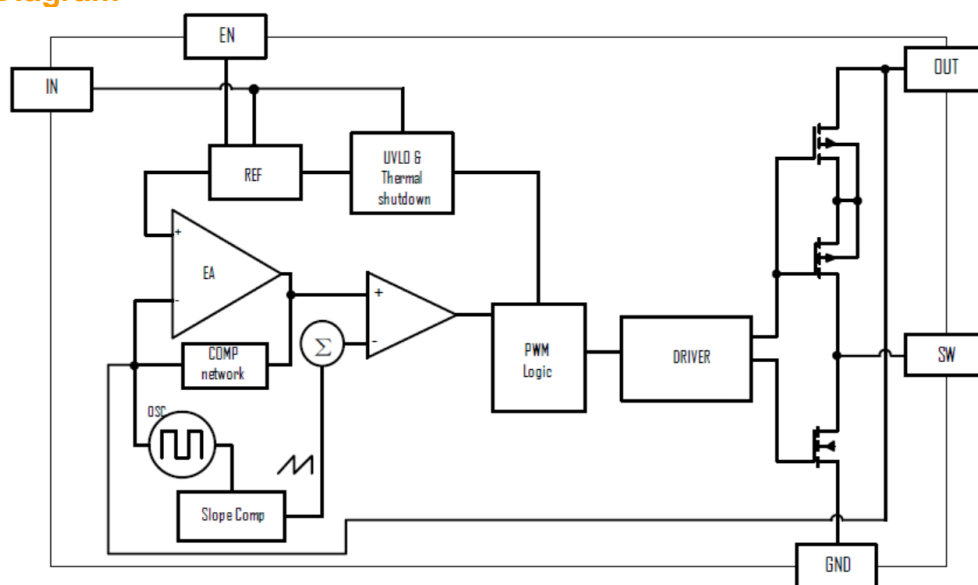 Diagram
EN
IN
OUT
REF
UVLO &
Thermal
shutdown
+
EA
-
+
-
Σ
COMP
network
PWM
Logic
DRIVER
SW
OSC
Slope Comp
GND